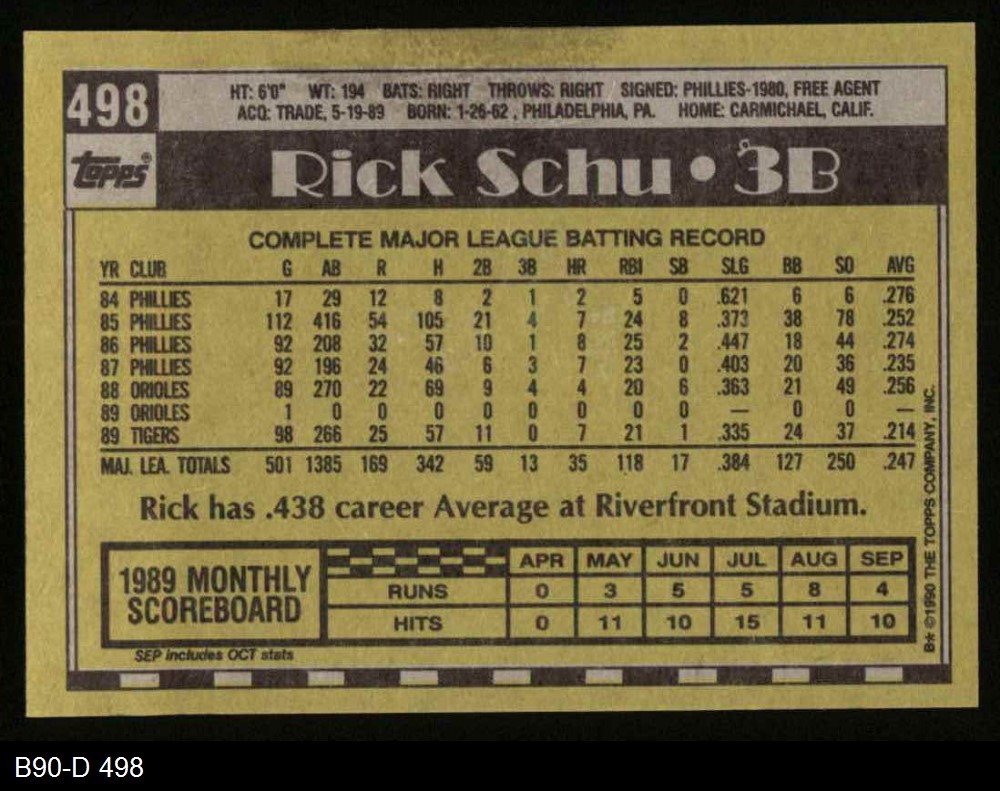 498
HT: 6'0" WT: 194 BATS: RIGHT THROWS: RIGHT SIGNED: PHILLIES-1980, FREE AGENT
ACQ: TRADE, 5-19-89 BORN: 1-26-62, PHILADELPHIA, PA. HOME: CARMICHAEL, CALIF.
topps®
Rick Schu • 3B
COMPLETE MAJOR LEAGUE BATTING RECORD
YR CLUB G AB R H 2B 3B HR RBI SB SLG BB SO AVG
84 PHILLIES 17 29 12 8 2 1 2 5 0 .621 6 6 .276
85 PHILLIES 112 416 54 105 21 4 7 24 8 .373 38 78 .252
86 PHILLIES 92 208 32 57 10 1 8 25 2 .447 18 44 .274
87 PHILLIES 92 196 24 46 6 3 7 23 0 .403 20 36 .235
88 ORIOLES 89 270 22 69 9 4 4 20 6 .363 21 49 .256
89 ORIOLES 1 0 0 0 0 0 0 0 0 — 0 0 —
89 TIGERS 98 266 25 57 11 0 7 21 1 .335 24 37 .214
MAJ. LEA. TOTALS 501 1385 169 342 59 13 35 118 17 .384 127 250 .247
Rick has .438 career Average at Riverfront Stadium.
1989 MONTHLY
SCOREBOARD
APR MAY JUN JUL AUG SEP
RUNS 0 3 5 5 8 4
HITS 0 11 10 15 11 10
SEP includes OCT stats
B* ©1990 THE TOPPS COMPANY, INC.
B90-D 498